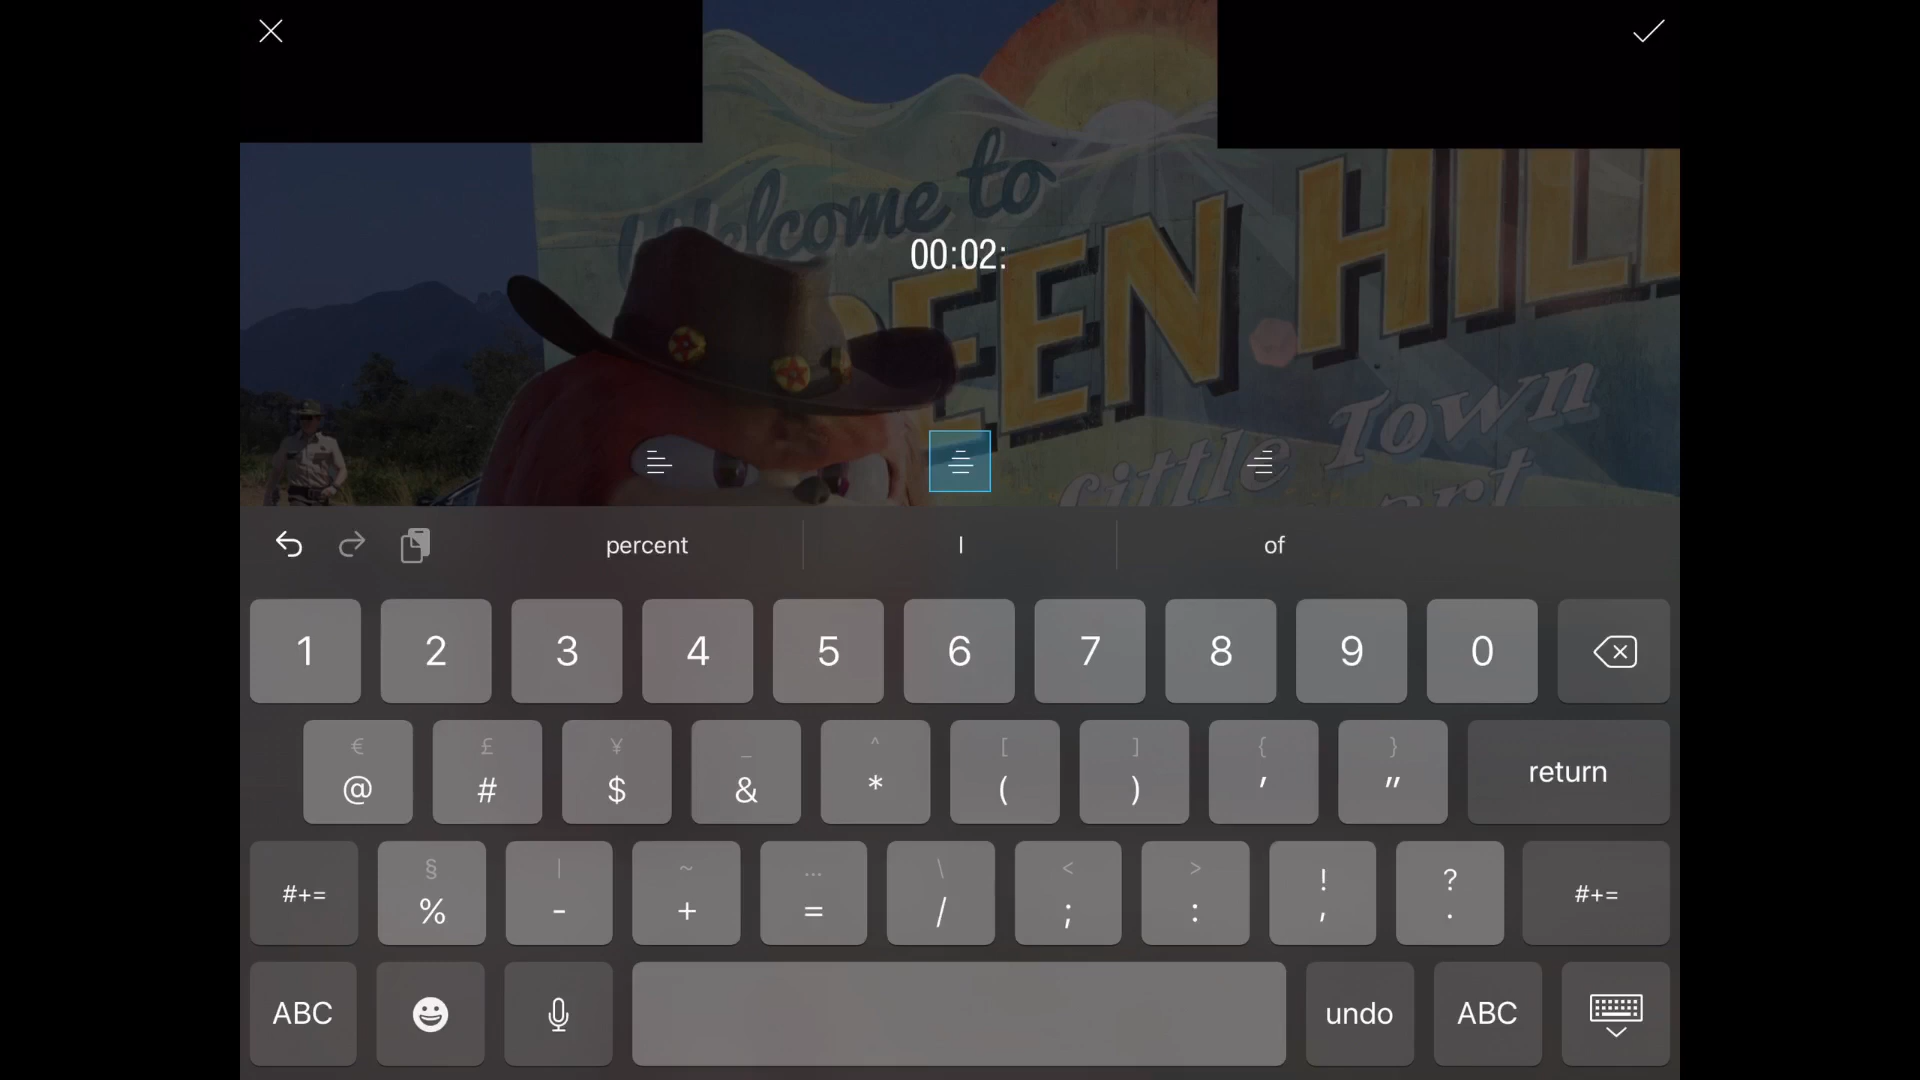 Welcome to
EEN HILL
Little Town
00:02:
percent I of
1 2 3 4 5 6 7 8 9 0
€ £ ¥ _ ^ [ ] { }
@ # $ & * ( ) ' " return
§ | ~ … \ < > ! ?
#+= % - + = / ; : , . #+=
ABC undo ABC